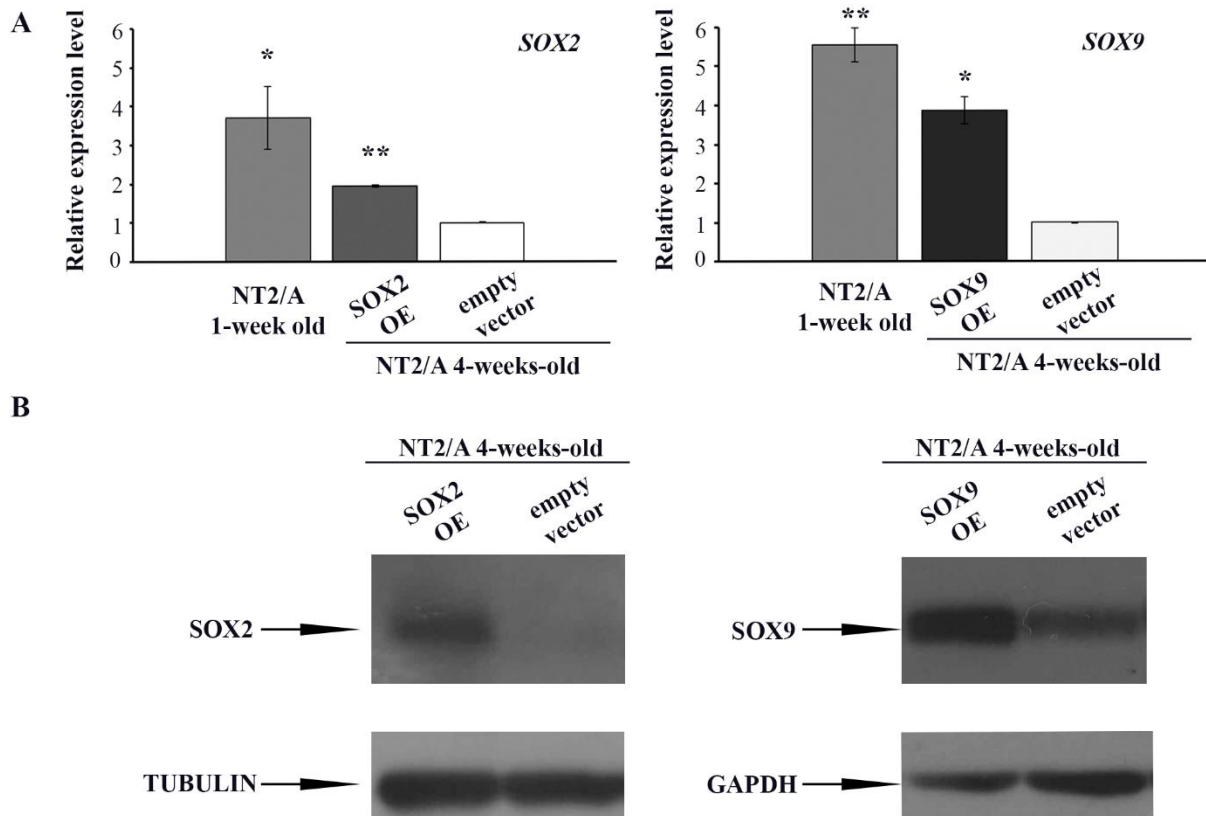 A
Relative expression level
6
5
4
3
2
1
0
SOX2
*
**
NT2/A
1-week old
SOX2
OE
empty
vector
NT2/A 4-weeks-old
Relative expression level
6
5
4
3
2
1
0
SOX9
**
*
NT2/A
1-week old
SOX9
OE
empty
vector
NT2/A 4-weeks-old
B
NT2/A 4-weeks-old
SOX2
OE
empty
vector
SOX2
TUBULIN
NT2/A 4-weeks-old
SOX9
OE
empty
vector
SOX9
GAPDH